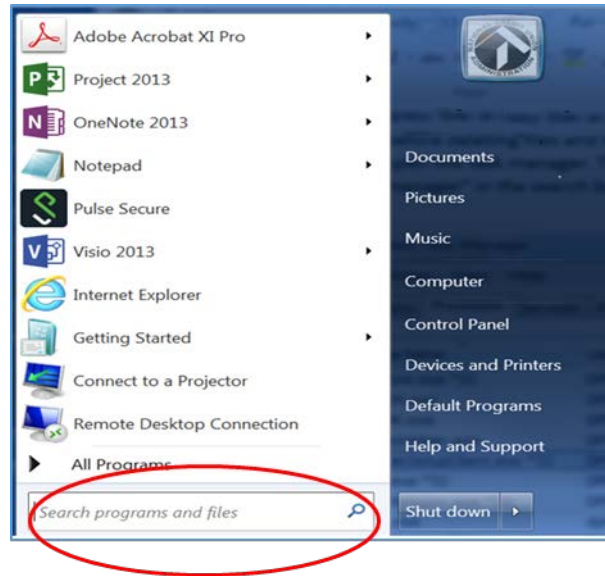 Adobe Acrobat XI Pro
Project 2013
OneNote 2013
Notepad
Pulse Secure
Visio 2013
Internet Explorer
Getting Started
Connect to a Projector
Remote Desktop Connection
All Programs
Search programs and files
Documents
Pictures
Music
Computer
Control Panel
Devices and Printers
Default Programs
Help and Support
Shut down